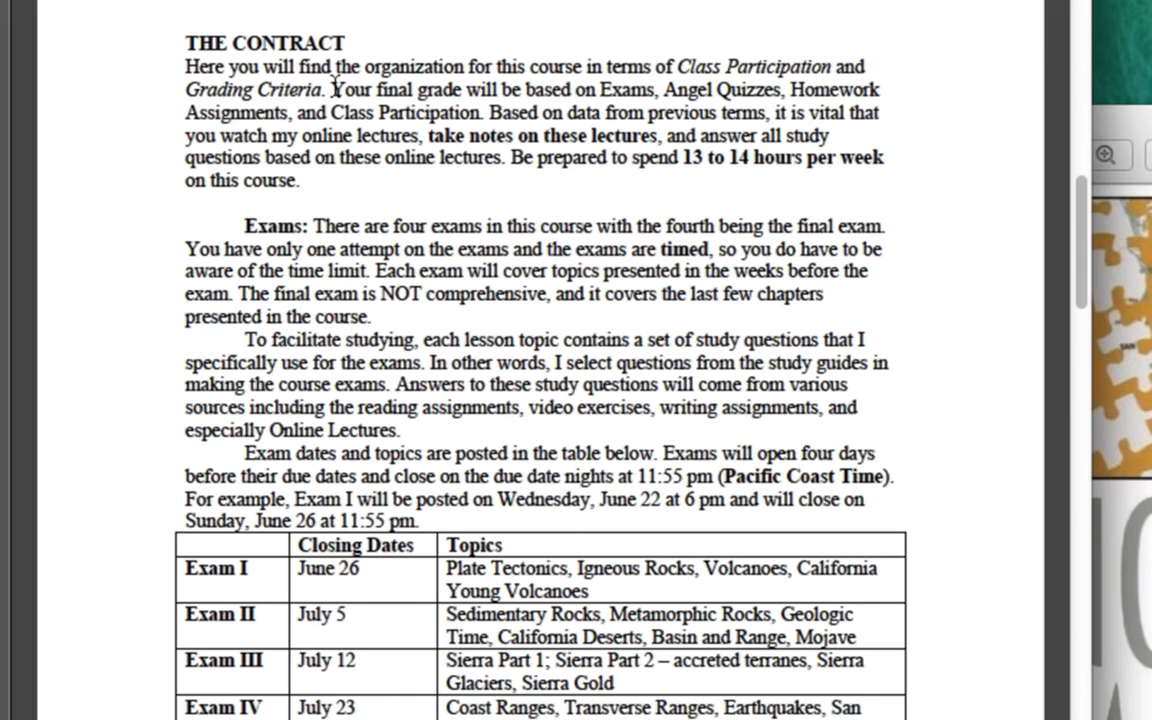 THE CONTRACT
Here you will find the organization for this course in terms of Class Participation and
Grading Criteria. Your final grade will be based on Exams, Angel Quizzes, Homework
Assignments, and Class Participation. Based on data from previous terms, it is vital that
you watch my online lectures, take notes on these lectures, and answer all study
questions based on these online lectures. Be prepared to spend 13 to 14 hours per week
on this course.
Exams: There are four exams in this course with the fourth being the final exam.
You have only one attempt on the exams and the exams are timed, so you do have to be
aware of the time limit. Each exam will cover topics presented in the weeks before the
exam. The final exam is NOT comprehensive, and it covers the last few chapters
presented in the course.
To facilitate studying, each lesson topic contains a set of study questions that I
specifically use for the exams. In other words, I select questions from the study guides in
making the course exams. Answers to these study questions will come from various
sources including the reading assignments, video exercises, writing assignments, and
especially Online Lectures.
Exam dates and topics are posted in the table below. Exams will open four days
before their due dates and close on the due date nights at 11:55 pm (Pacific Coast Time).
For example, Exam I will be posted on Wednesday, June 22 at 6 pm and will close on
Sunday, June 26 at 11:55 pm.
Closing Dates Topics
Exam I June 26 Plate Tectonics, Igneous Rocks, Volcanoes, California
Young Volcanoes
Exam II July 5 Sedimentary Rocks, Metamorphic Rocks, Geologic
Time, California Deserts, Basin and Range, Mojave
Exam III July 12 Sierra Part 1; Sierra Part 2 – accreted terranes, Sierra
Glaciers, Sierra Gold
Exam IV July 23 Coast Ranges, Transverse Ranges, Earthquakes, San